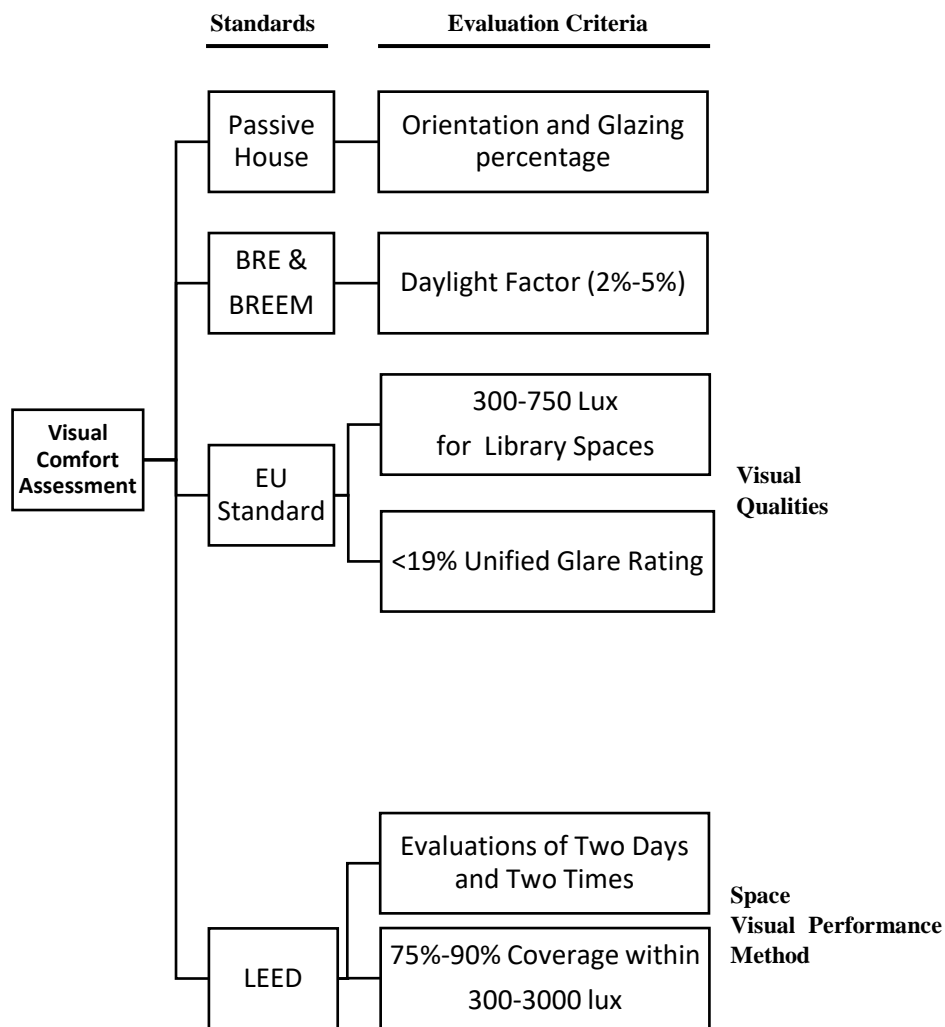 Standards
Evaluation Criteria
Passive
House
Orientation and Glazing
percentage
BRE &
BREEM
Daylight Factor (2%-5%)
Visual
Comfort
Assessment
EU
Standard
300-750 Lux
for Library Spaces
<19% Unified Glare Rating
Visual
Qualities
LEED
Evaluations of Two Days
and Two Times
75%-90% Coverage within
300-3000 lux
Space
Visual Performance
Method